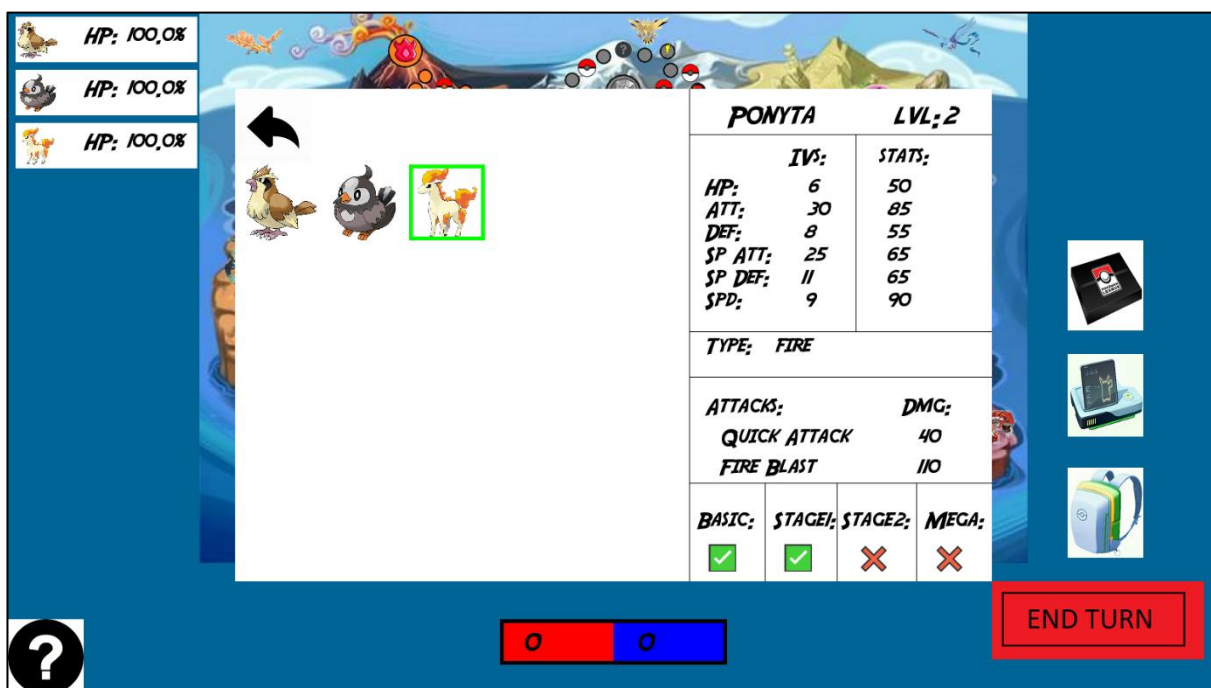 HP: 100.0%
HP: 100.0%
HP: 100.0%
PONYTA LVL: 2
IVS: STATS:
HP: 6 50
ATT: 30 85
DEF: 8 55
SP ATT: 25 65
SP DEF: 11 65
SPD: 9 90
TYPE: FIRE
ATTACKS: DMG:
QUICK ATTACK 40
FIRE BLAST 110
BASIC: STAGE1: STAGE2: MEGA:
0 0
END TURN
?